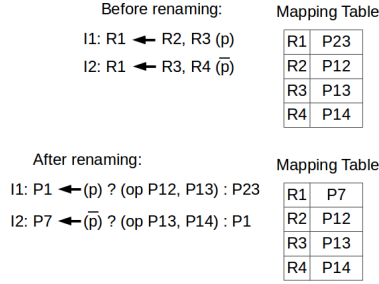 Before renaming:
Mapping Table
I1: R1 ← R2, R3 (p)
I2: R1 ← R3, R4 (p̅)
R1 P23
R2 P12
R3 P13
R4 P14
After renaming:
Mapping Table
I1: P1 ← (p) ? (op P12, P13) : P23
I2: P7 ← (p̅) ? (op P13, P14) : P1
R1 P7
R2 P12
R3 P13
R4 P14